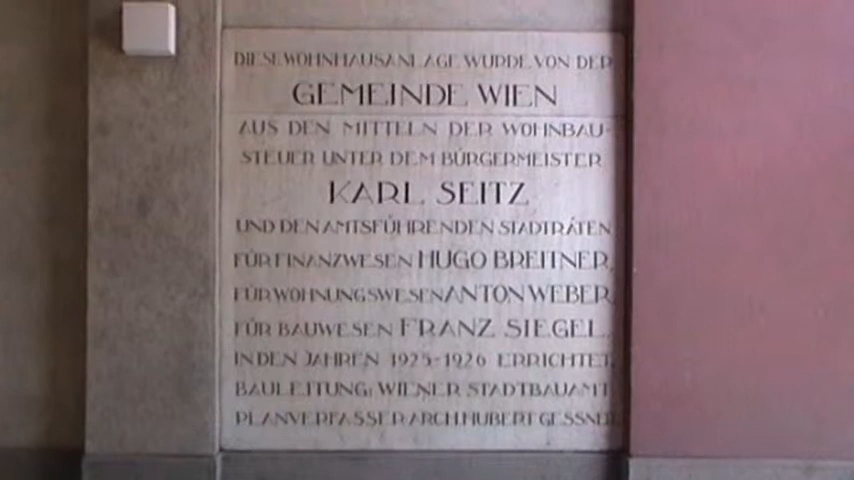 DIESE WOHNHAUSANLAGE WURDE VON DER
GEMEINDE WIEN
AUS DEN MITTELN DER WOHNBAU-
STEUER UNTER DEM BÜRGERMEISTER
KARL SEITZ
UND DEN AMTSFÜHRENDEN STADTRÄTEN
FÜR FINANZWESEN HUGO BREITNER,
FÜR WOHNUNGSWESEN ANTON WEBER,
FÜR BAUWESEN FRANZ SIEGEL,
IN DEN JAHREN 1925-1926 ERRICHTET.
BAULEITUNG: WIENER STADTBAUAMT
PLANVERFASSER ARCH. HUBERT GESSNER